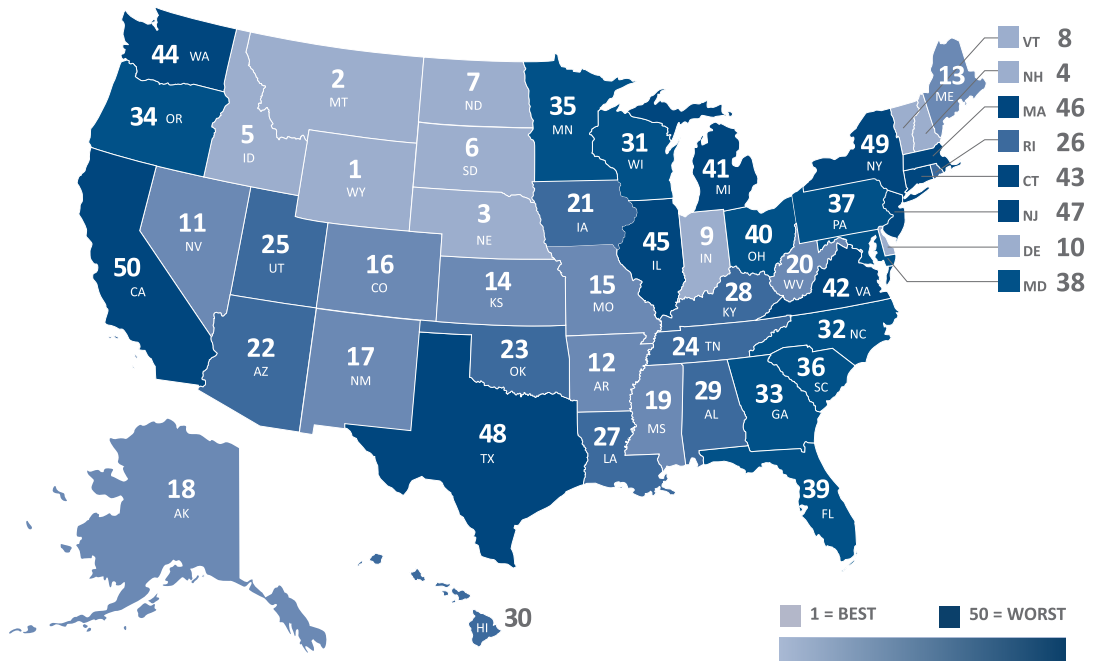 44 WA
34 OR
50
CA
11
NV
5
ID
2
MT
1
WY
25
UT
22
AZ
16
CO
17
NM
7
ND
6
SD
3
NE
14
KS
23
OK
48
TX
35
MN
21
IA
15
MO
12
AR
27
LA
31
WI
45
IL
41
MI
9
IN
40
OH
28
KY
24 TN
19
MS
29
AL
33
GA
39
FL
36
SC
32 NC
42 VA
20
WV
37
PA
49
NY
13
ME
VT 8
NH 4
MA 46
RI 26
CT 43
NJ 47
DE 10
MD 38
18
AK
HI 30
1 = BEST
50 = WORST